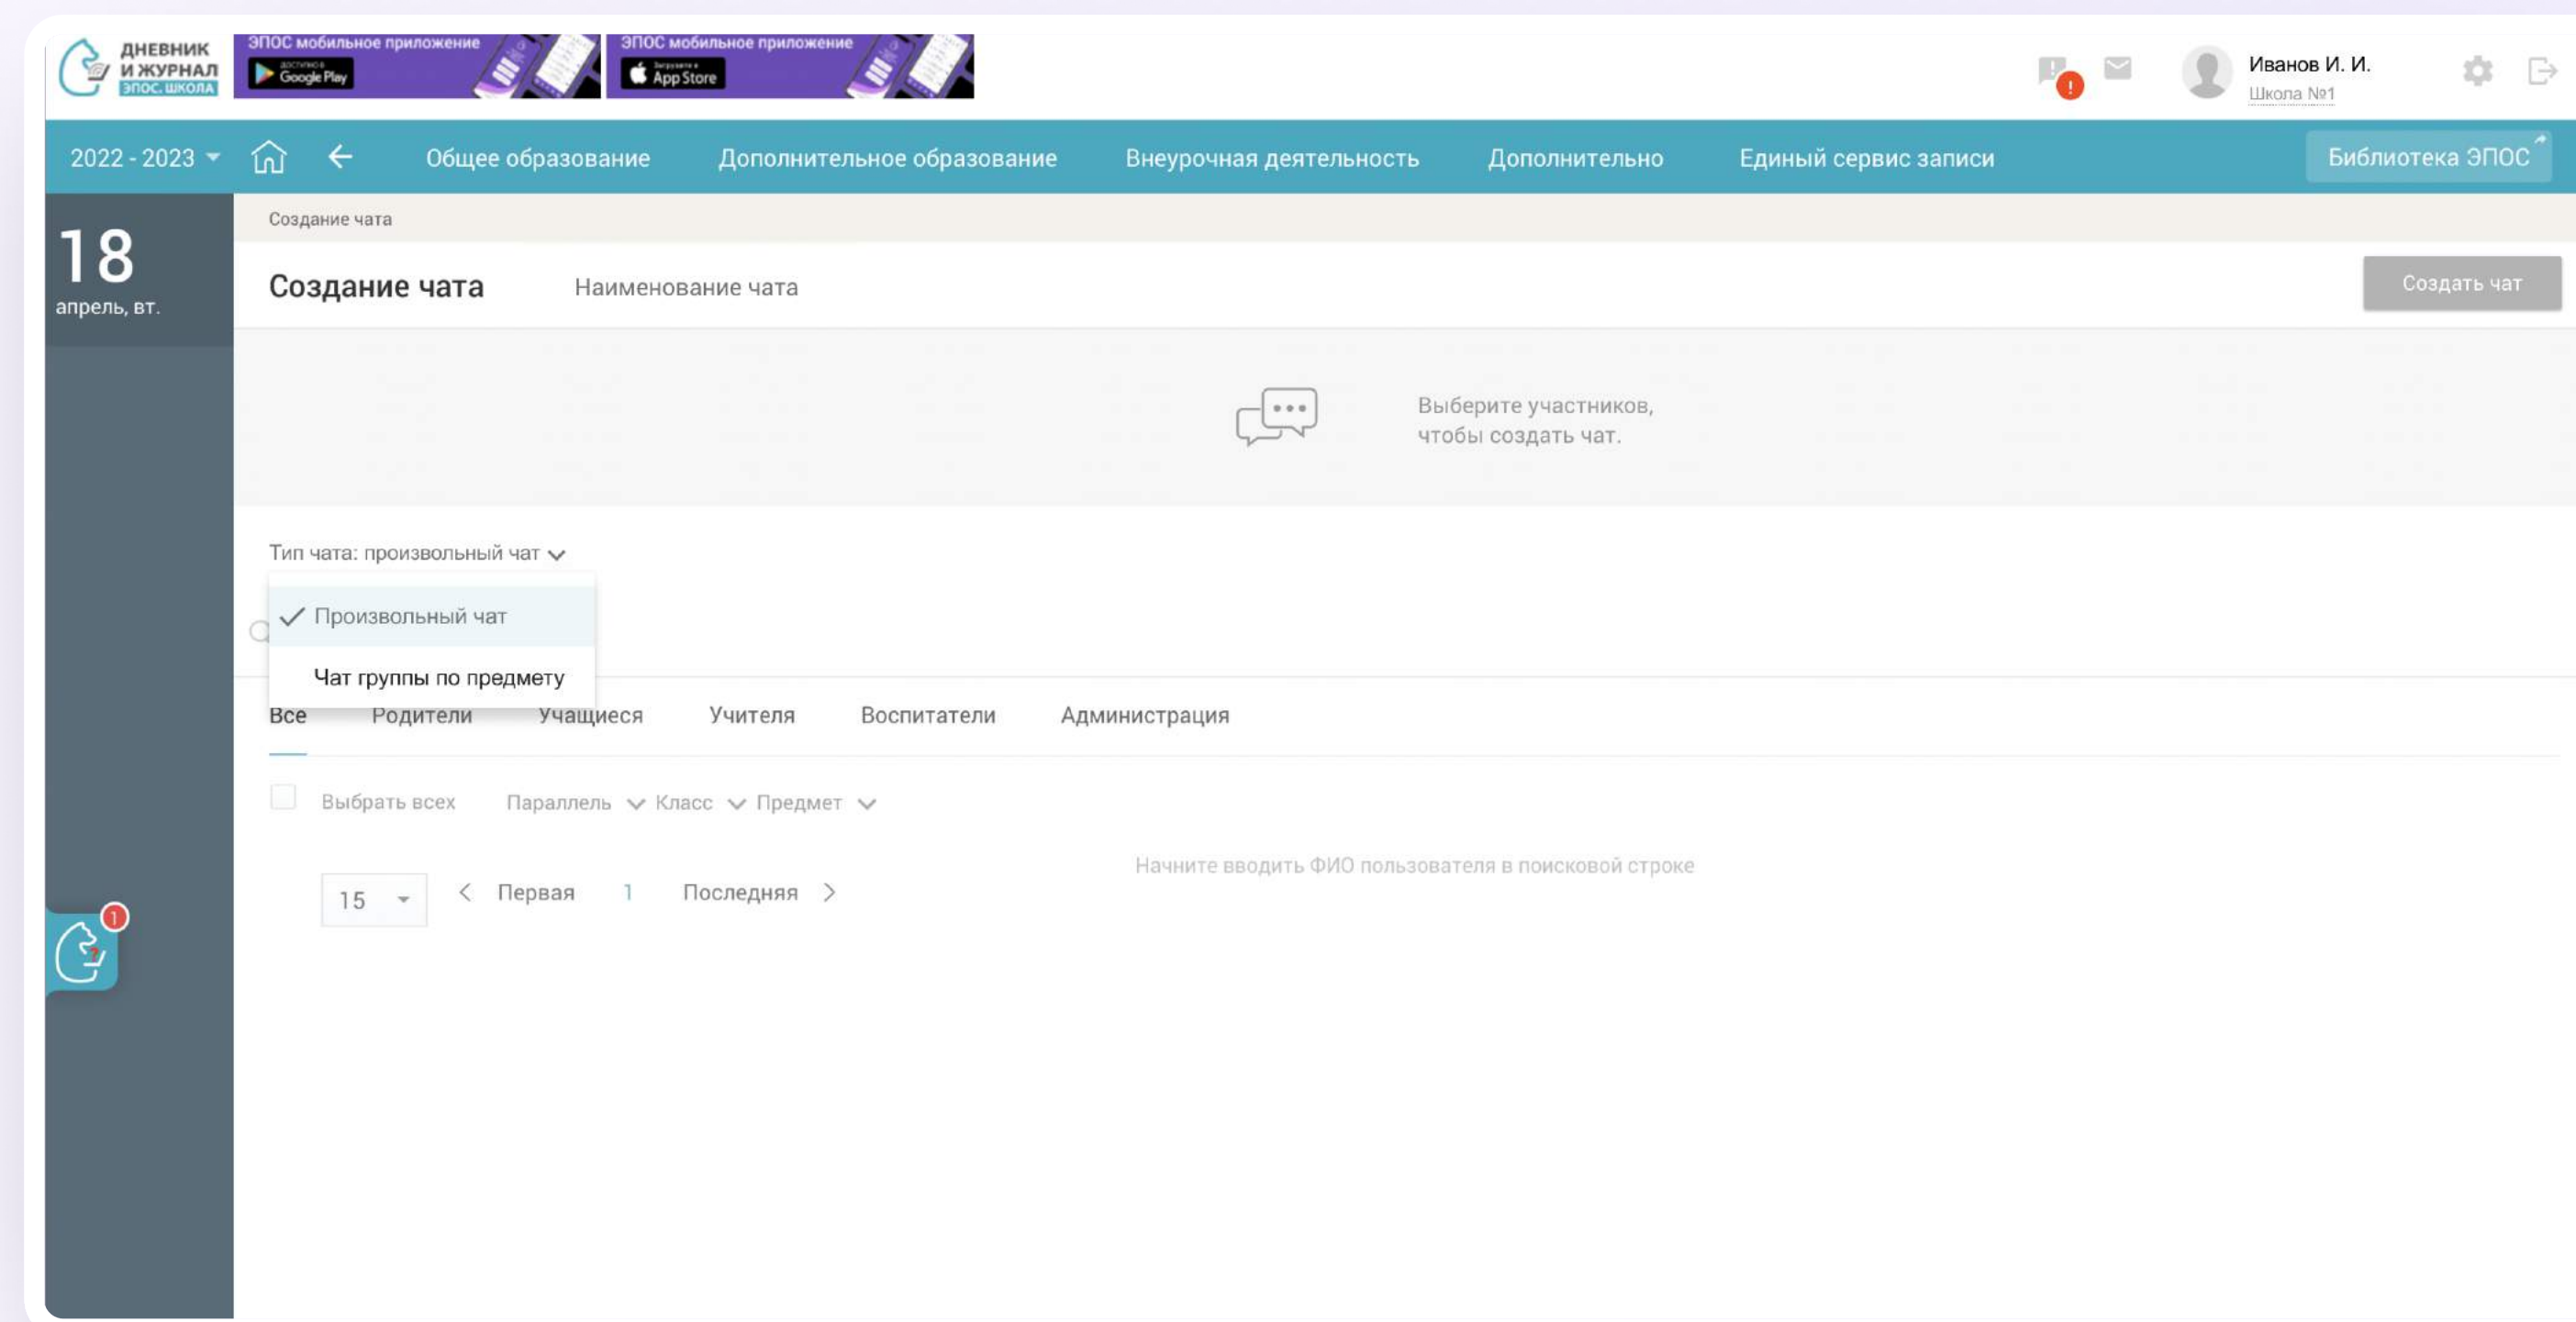 ДНЕВНИК
И ЖУРНАЛ
ЭПОС.ШКОЛА
ЭПОС мобильное приложение
ДОСТУПНО В
Google Play
ЭПОС мобильное приложение
Загрузите в
App Store
!
Иванов И. И.
Школа №1
2022 - 2023
Общее образование
Дополнительное образование
Внеурочная деятельность
Дополнительно
Единый сервис записи
Библиотека ЭПОС
18
апрель, вт.
Создание чата
Создание чата
Наименование чата
Создать чат
Выберите участников,
чтобы создать чат.
Тип чата: произвольный чат
Произвольный чат
Чат группы по предмету
Все
Родители
Учащиеся
Учителя
Воспитатели
Администрация
Выбрать всех
Параллель
Класс
Предмет
Начните вводить ФИО пользователя в поисковой строке
15
Первая
1
Последняя
1
?